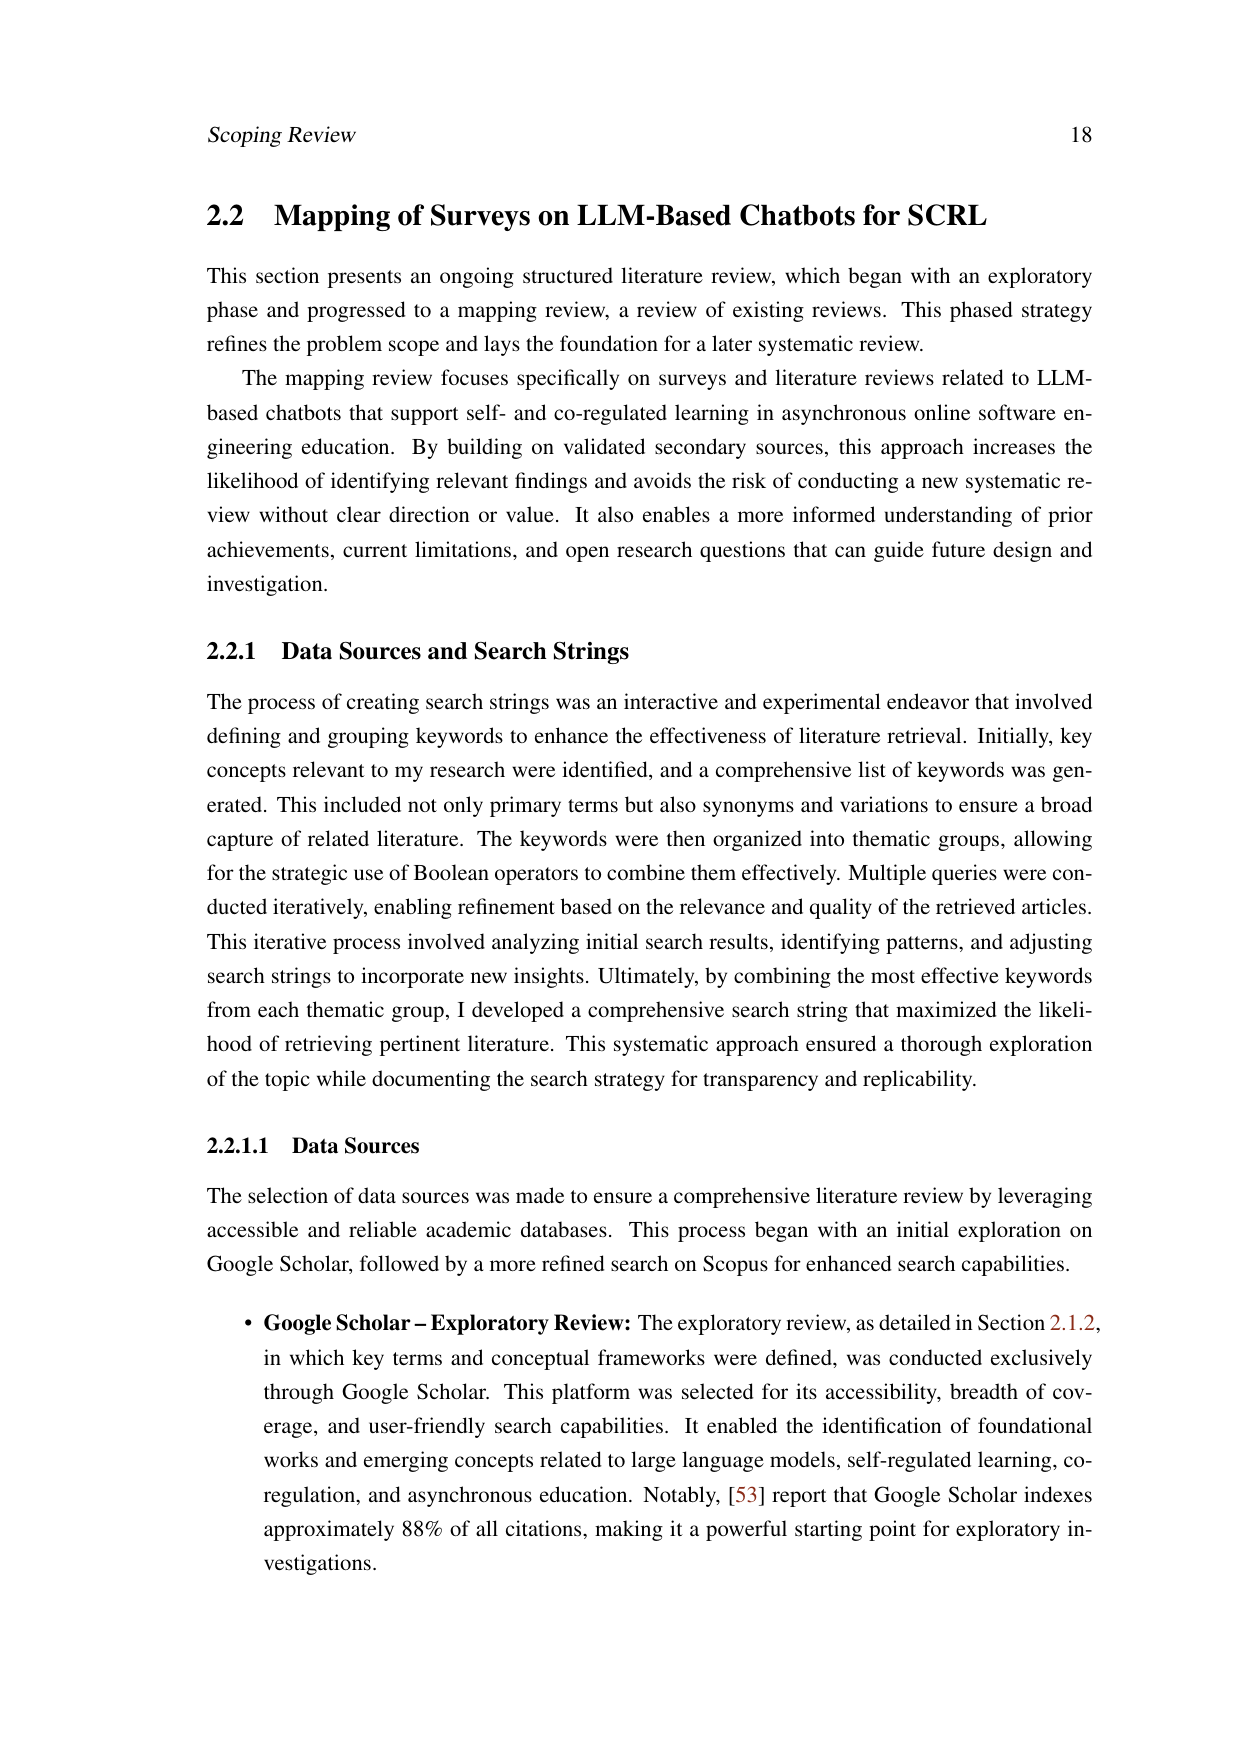 Scoping Review 18
2.2 Mapping of Surveys on LLM-Based Chatbots for SCRL
This section presents an ongoing structured literature review, which began with an exploratory
phase and progressed to a mapping review, a review of existing reviews. This phased strategy
refines the problem scope and lays the foundation for a later systematic review.
The mapping review focuses specifically on surveys and literature reviews related to LLM-
based chatbots that support self- and co-regulated learning in asynchronous online software en-
gineering education. By building on validated secondary sources, this approach increases the
likelihood of identifying relevant findings and avoids the risk of conducting a new systematic re-
view without clear direction or value. It also enables a more informed understanding of prior
achievements, current limitations, and open research questions that can guide future design and
investigation.
2.2.1 Data Sources and Search Strings
The process of creating search strings was an interactive and experimental endeavor that involved
defining and grouping keywords to enhance the effectiveness of literature retrieval. Initially, key
concepts relevant to my research were identified, and a comprehensive list of keywords was gen-
erated. This included not only primary terms but also synonyms and variations to ensure a broad
capture of related literature. The keywords were then organized into thematic groups, allowing
for the strategic use of Boolean operators to combine them effectively. Multiple queries were con-
ducted iteratively, enabling refinement based on the relevance and quality of the retrieved articles.
This iterative process involved analyzing initial search results, identifying patterns, and adjusting
search strings to incorporate new insights. Ultimately, by combining the most effective keywords
from each thematic group, I developed a comprehensive search string that maximized the likeli-
hood of retrieving pertinent literature. This systematic approach ensured a thorough exploration
of the topic while documenting the search strategy for transparency and replicability.
2.2.1.1 Data Sources
The selection of data sources was made to ensure a comprehensive literature review by leveraging
accessible and reliable academic databases. This process began with an initial exploration on
Google Scholar, followed by a more refined search on Scopus for enhanced search capabilities.
• Google Scholar – Exploratory Review: The exploratory review, as detailed in Section 2.1.2,
in which key terms and conceptual frameworks were defined, was conducted exclusively
through Google Scholar. This platform was selected for its accessibility, breadth of cov-
erage, and user-friendly search capabilities. It enabled the identification of foundational
works and emerging concepts related to large language models, self-regulated learning, co-
regulation, and asynchronous education. Notably, [53] report that Google Scholar indexes
approximately 88% of all citations, making it a powerful starting point for exploratory in-
vestigations.